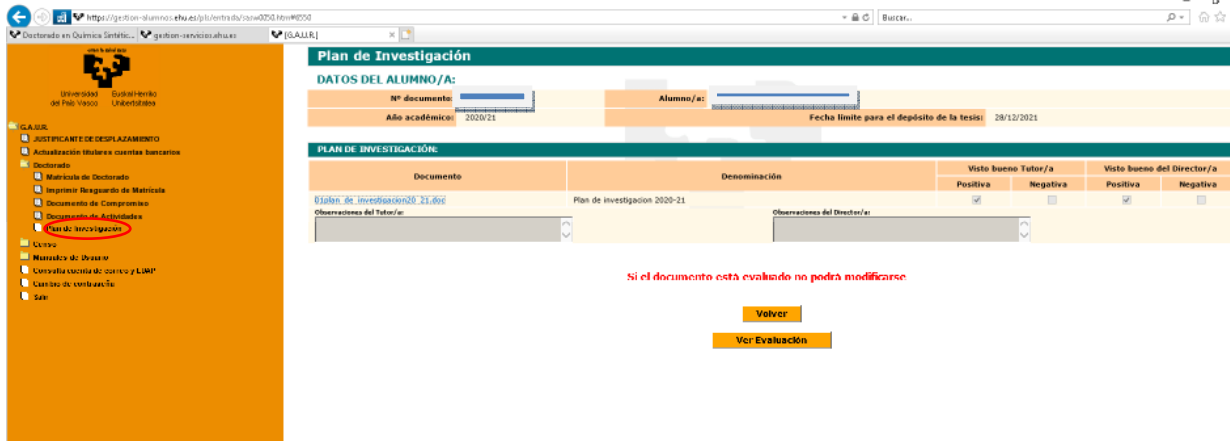 https://gestion-alumnos.ehu.es/pls/entrada/saxw0050.htm#6550
Buscar...
Doctorado en Química Sintétic...
gestion-servicios.ehu.es
[G.A.U.R.]
Universidad del País Vasco
Euskal Herriko Unibertsitatea
G.A.U.R.
JUSTIFICANTE DE DESPLAZAMIENTO
Actualización titulares cuentas bancarias
Doctorado
Matrícula de Doctorado
Imprimir Resguardo de Matrícula
Documento de Compromiso
Documento de Actividades
Plan de Investigación
Censo
Manuales de Usuario
Consulta cuenta de correo y LDAP
Cambio de contraseña
Salir
Plan de Investigación
DATOS DEL ALUMNO/A:
Nº documento:
Alumno/a:
Año académico: 2020/21
Fecha límite para el depósito de la tesis: 28/12/2021
PLAN DE INVESTIGACIÓN:
Documento
Denominación
Visto bueno Tutor/a
Visto bueno del Director/a
Positiva
Negativa
Positiva
Negativa
Plan de investigacion 2020-21
Observaciones del Tutor/a:
Observaciones del Director/a:
Si el documento está evaluado no podrá modificarse
Volver
Ver Evaluación